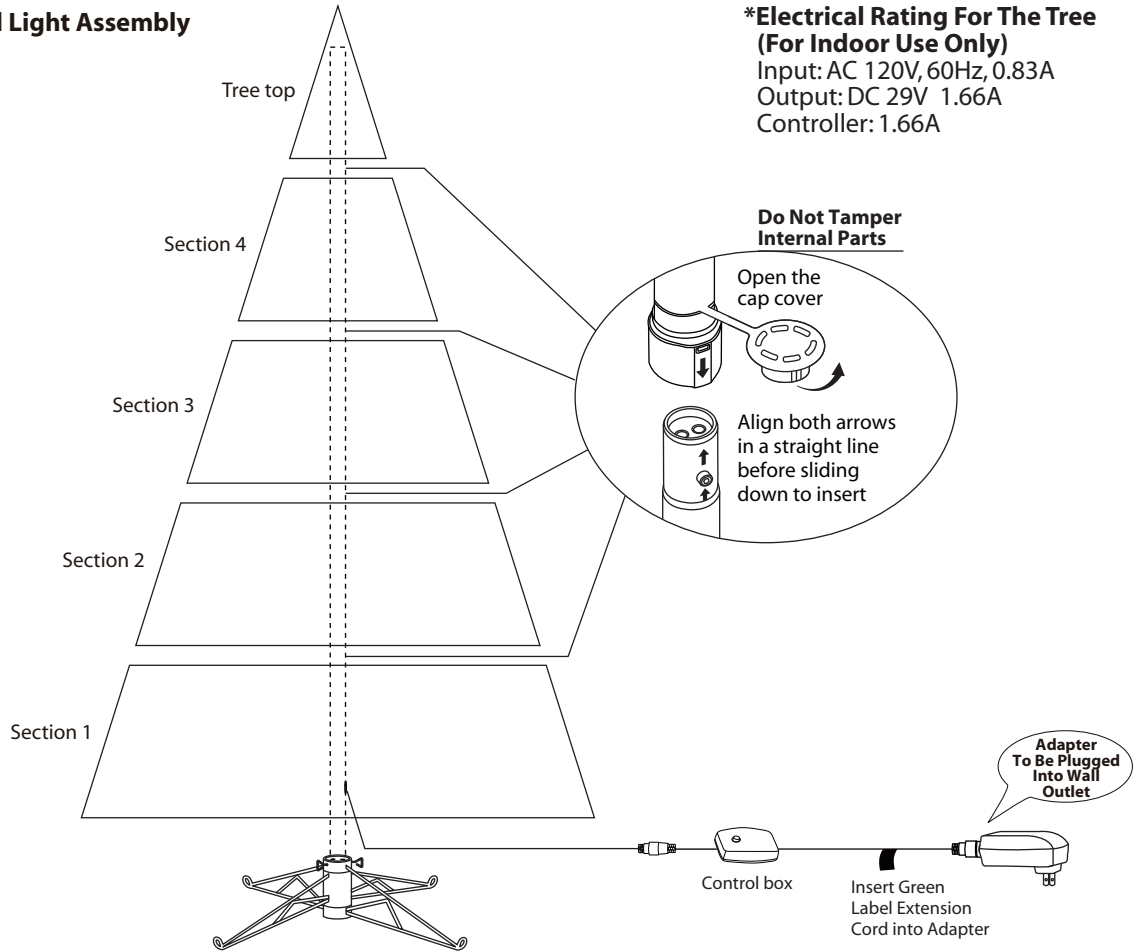 Light Assembly
*Electrical Rating For The Tree
(For Indoor Use Only)
Input: AC 120V, 60Hz, 0.83A
Output: DC 29V 1.66A
Controller: 1.66A
Tree top
Section 4
Section 3
Section 2
Section 1
Do Not Tamper
Internal Parts
Open the
cap cover
Align both arrows
in a straight line
before sliding
down to insert
Adapter
To Be Plugged
Into Wall
Outlet
Control box
Insert Green
Label Extension
Cord into Adapter